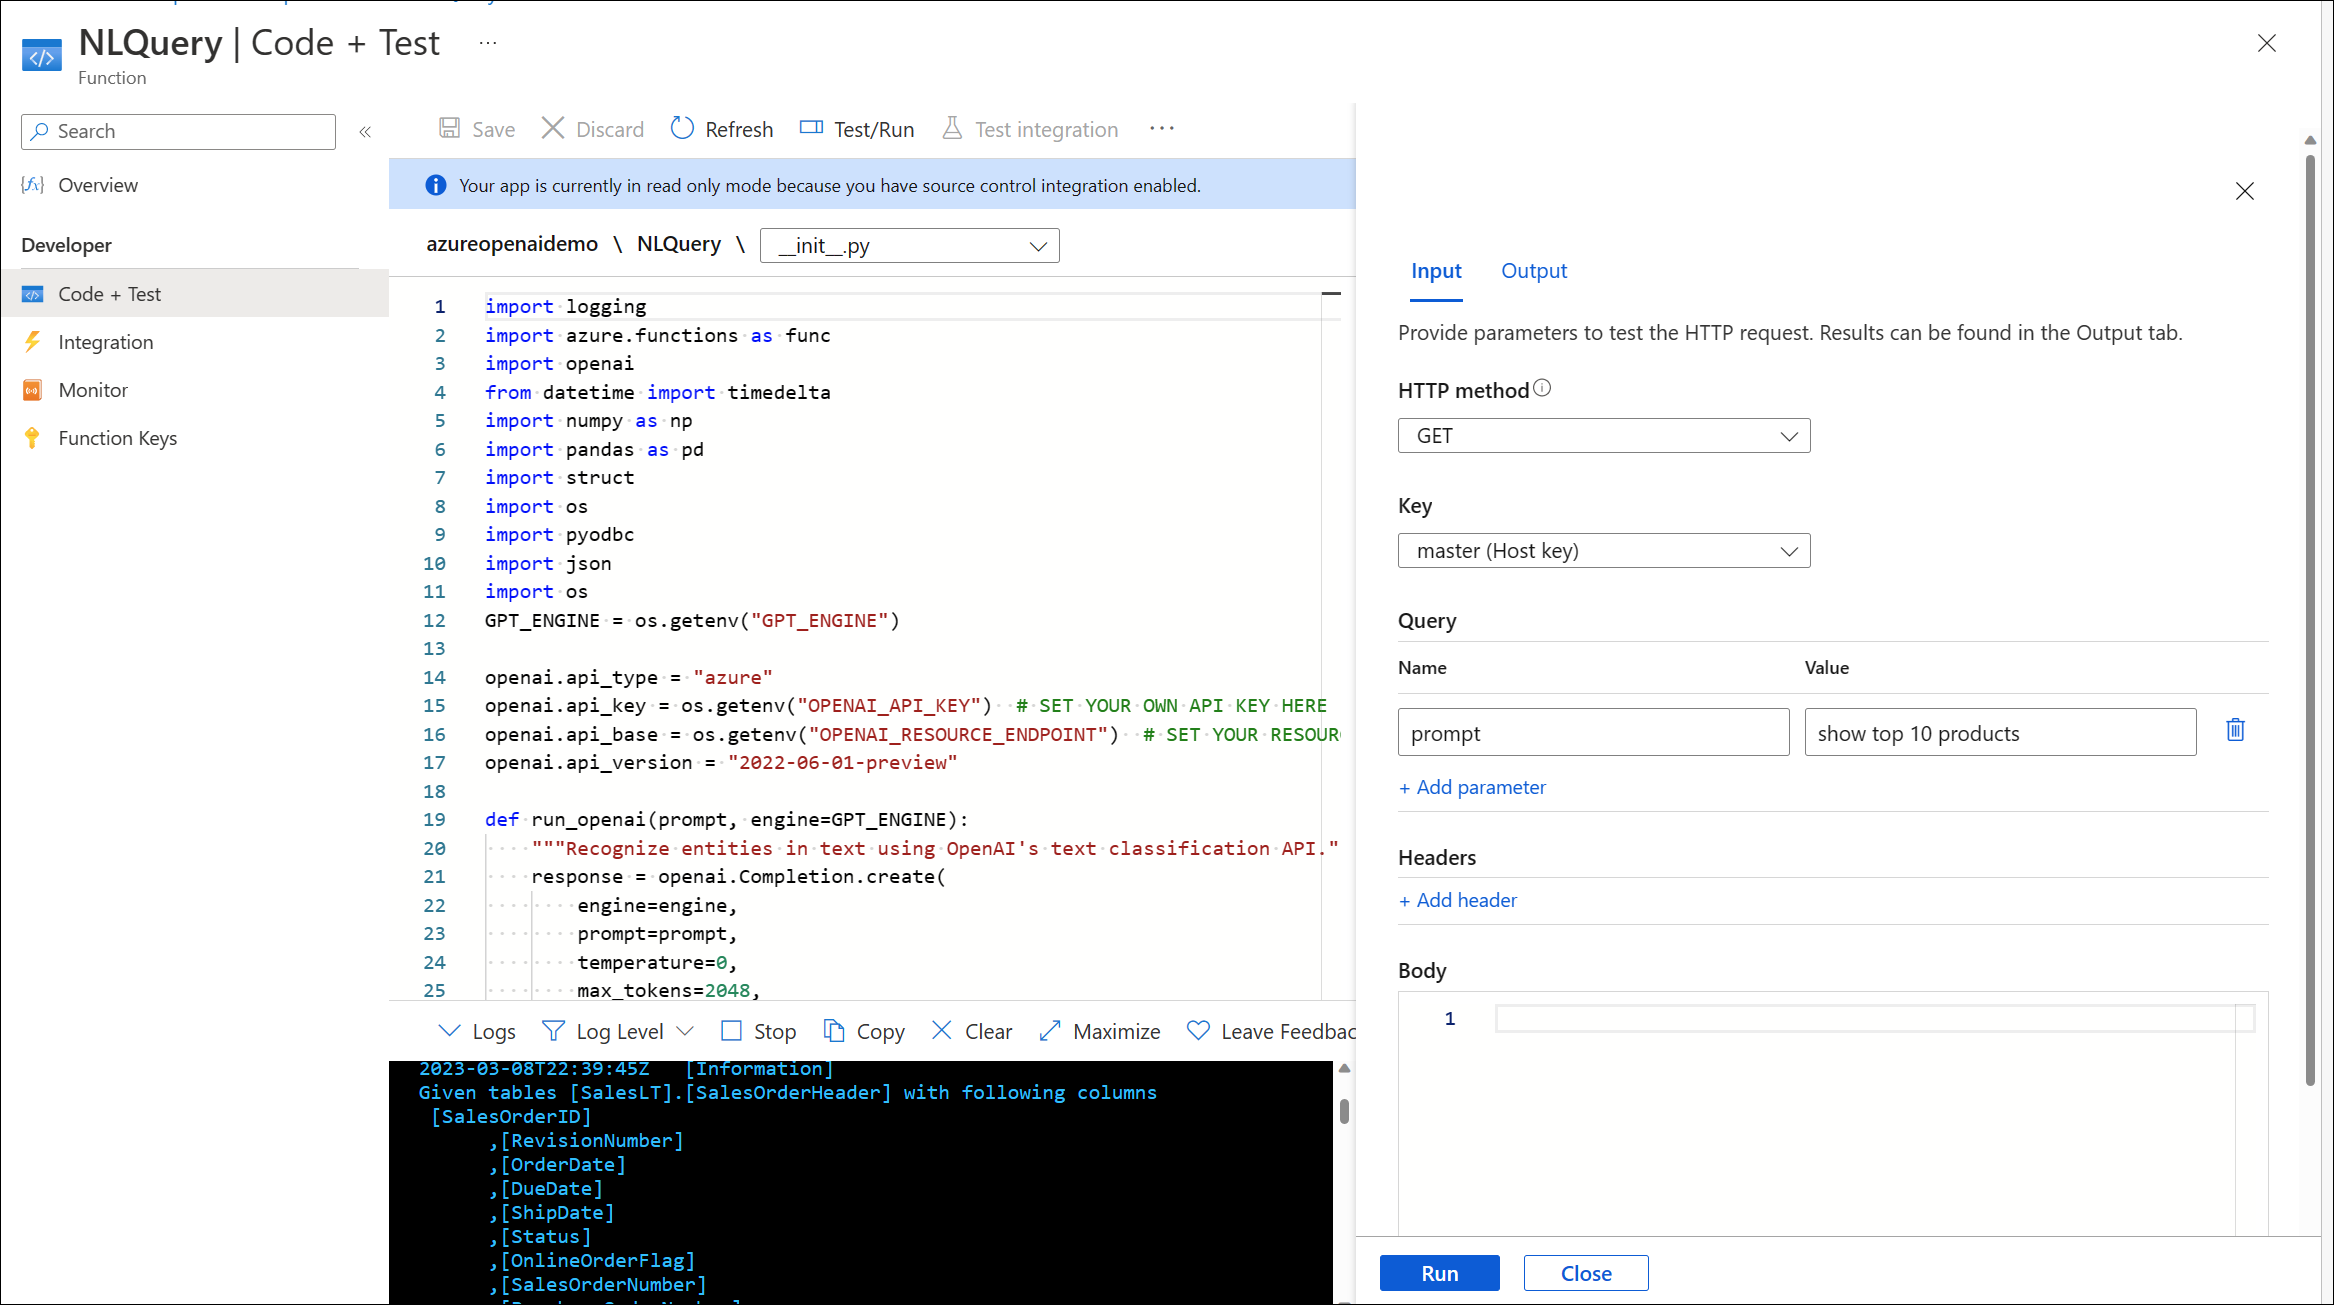 NLQuery | Code + Test ...
Function
Search «
Overview
Developer
Code + Test
Integration
Monitor
Function Keys
Save Discard Refresh Test/Run Test integration ...
Your app is currently in read only mode because you have source control integration enabled.
azureopenaidemo \ NLQuery \ __init__.py
1 import logging
2 import azure.functions as func
3 import openai
4 from datetime import timedelta
5 import numpy as np
6 import pandas as pd
7 import struct
8 import os
9 import pyodbc
10 import json
11 import os
12 GPT_ENGINE = os.getenv("GPT_ENGINE")
13
14 openai.api_type = "azure"
15 openai.api_key = os.getenv("OPENAI_API_KEY") # SET YOUR OWN API KEY HERE
16 openai.api_base = os.getenv("OPENAI_RESOURCE_ENDPOINT") # SET YOUR RESOUR
17 openai.api_version = "2022-06-01-preview"
18
19 def run_openai(prompt, engine=GPT_ENGINE):
20 """Recognize entities in text using OpenAI's text classification API."
21 response = openai.Completion.create(
22 engine=engine,
23 prompt=prompt,
24 temperature=0,
25 max_tokens=2048,
Logs Log Level Stop Copy Clear Maximize Leave Feedbac
2023-03-08T22:39:45Z [Information]
Given tables [SalesLT].[SalesOrderHeader] with following columns
[SalesOrderID]
,[RevisionNumber]
,[OrderDate]
,[DueDate]
,[ShipDate]
,[Status]
,[OnlineOrderFlag]
,[SalesOrderNumber]
Input Output
Provide parameters to test the HTTP request. Results can be found in the Output tab.
HTTP method
GET
Key
master (Host key)
Query
Name Value
prompt show top 10 products
+ Add parameter
Headers
+ Add header
Body
1
Run Close